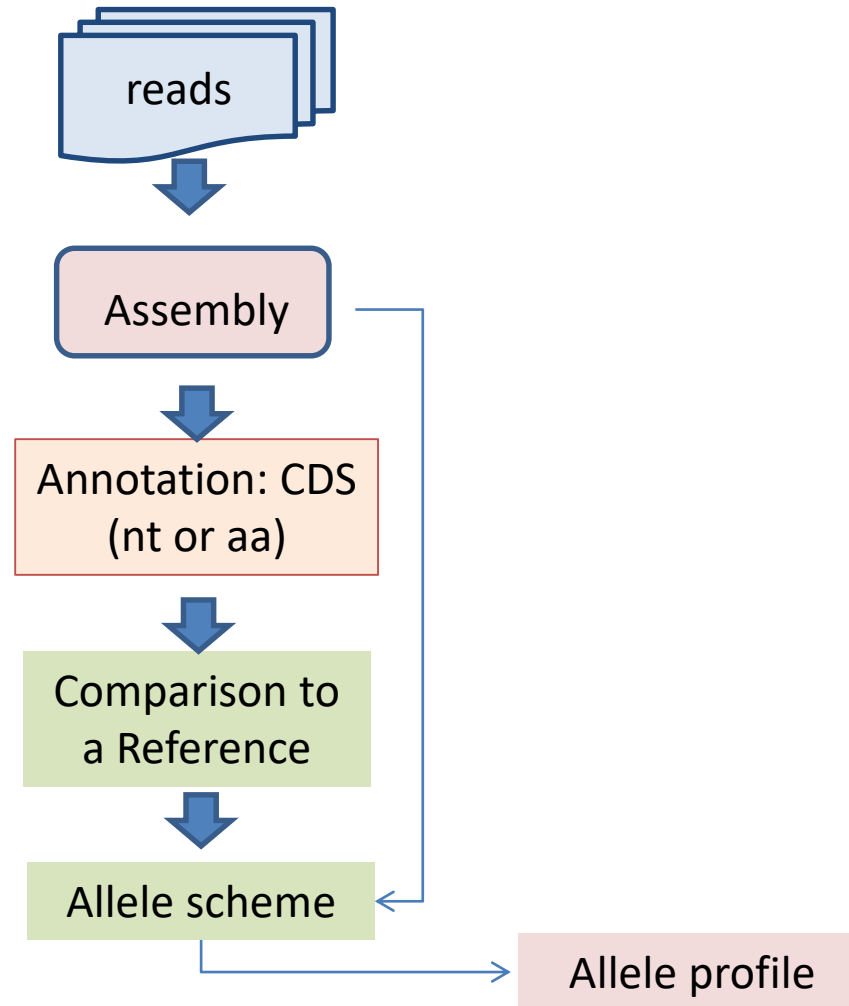 reads
Assembly
Annotation: CDS
(nt or aa)
Comparison to
a Reference
Allele scheme
Allele profile